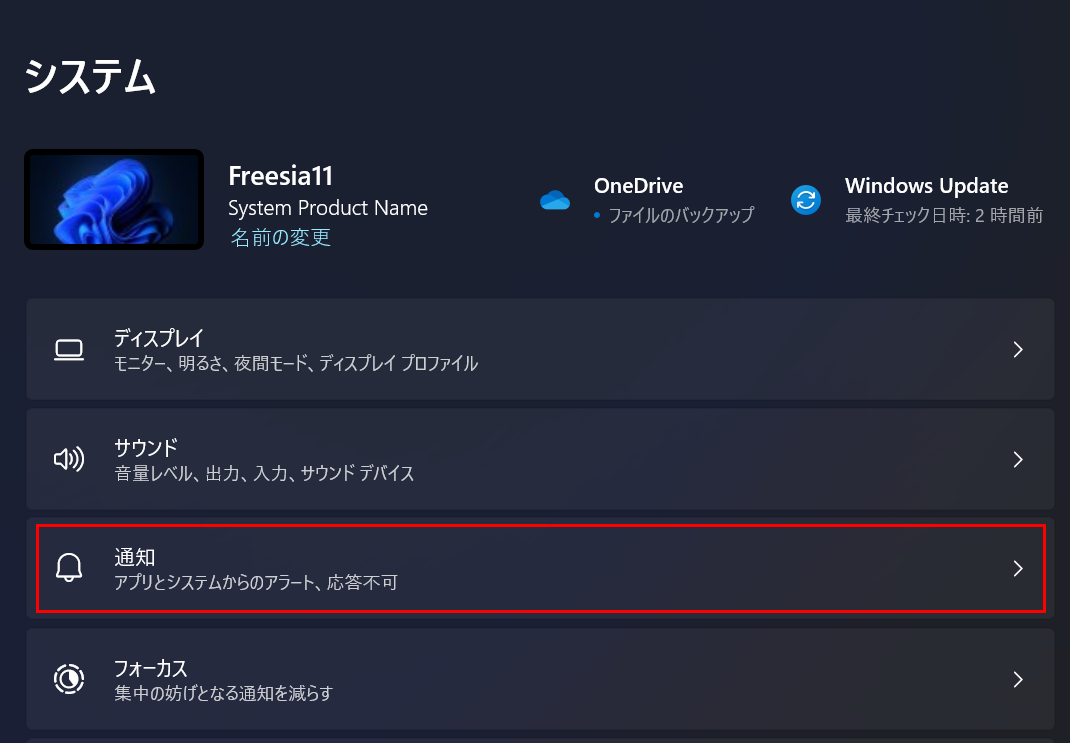 システム
Freesia11
System Product Name
名前の変更
OneDrive
• ファイルのバックアップ
Windows Update
最終チェック日時: 2 時間前
ディスプレイ
モニター、明るさ、夜間モード、ディスプレイ プロファイル
サウンド
音量レベル、出力、入力、サウンド デバイス
通知
アプリとシステムからのアラート、応答不可
フォーカス
集中の妨げとなる通知を減らす